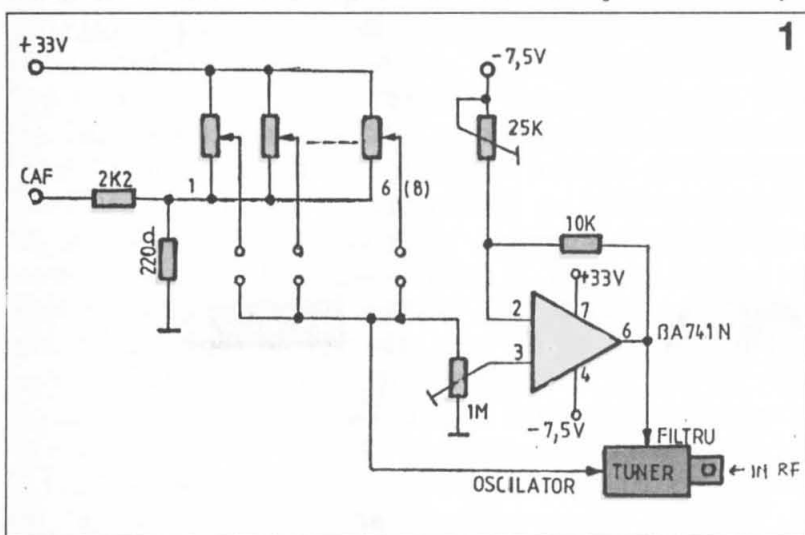 1
+33V
-7,5V
25K
CAF
2K2
1
6 (8)
220Ω
10K
+33V
2
7
6
βA741N
3
4
1M
-7,5V
FILTRU
TUNER
← IN RF
OSCILATOR